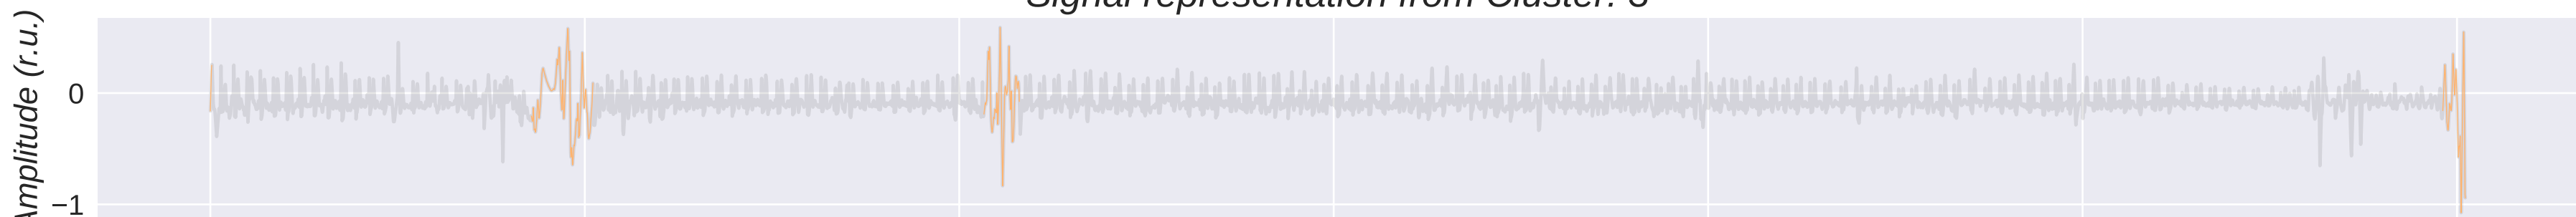 Signal representation from Cluster:
Amplitude (r.u.)
0
−1